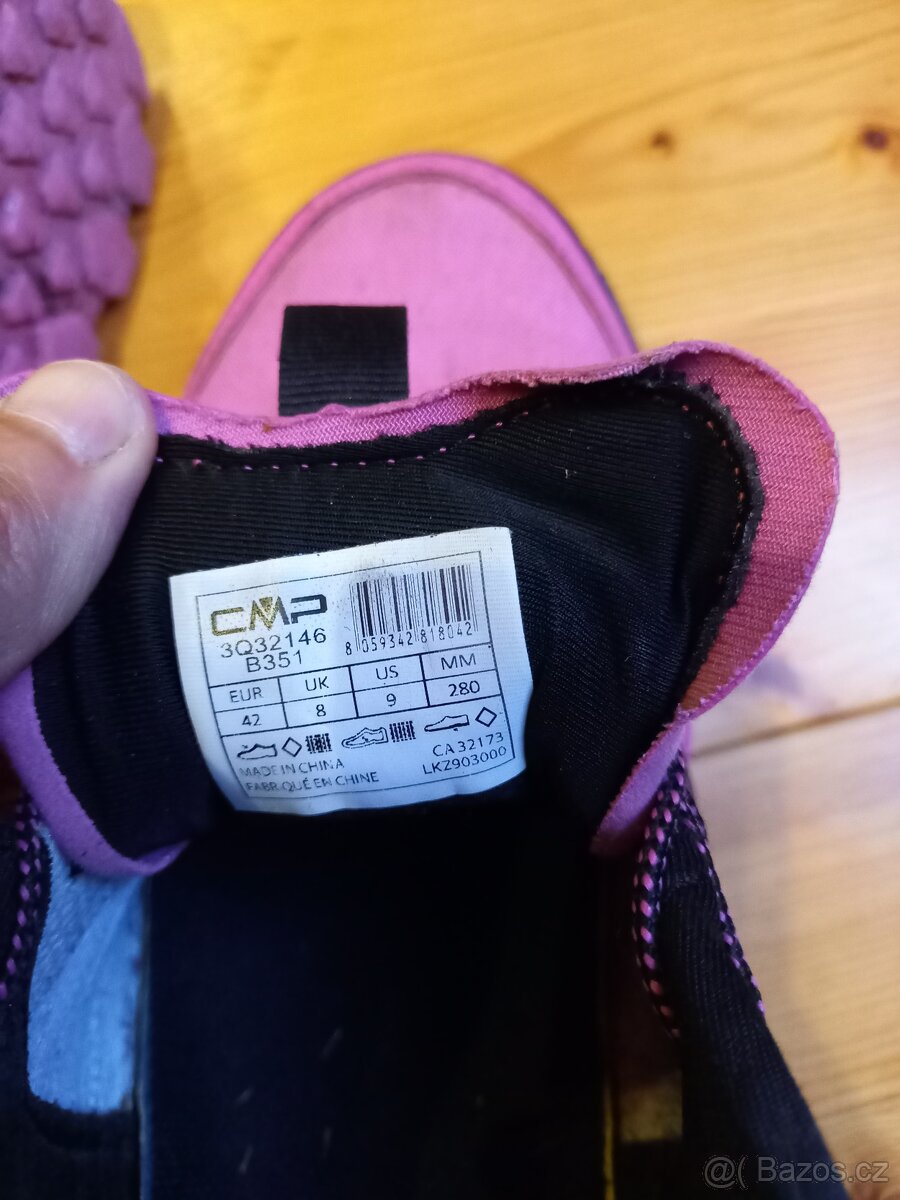 CMP
3Q32146
B351
8 059342 818042
EUR UK US MM
42 8 9 280
MADE IN CHINA
FABRIQUÉ EN CHINE
CA 32173
LKZ903000
@( Bazos.cz